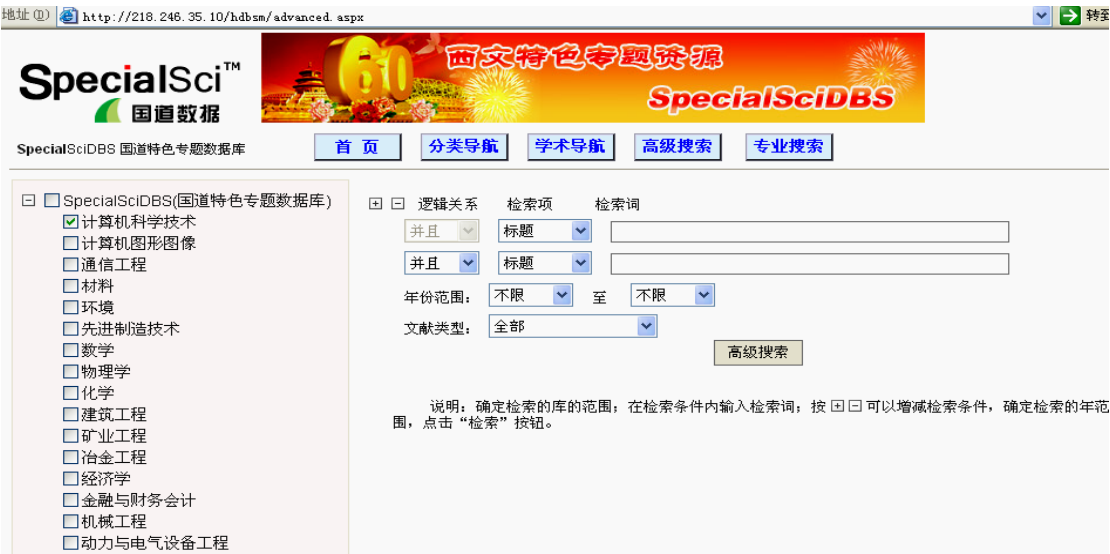 地址(D) http://218.246.35.10/hdbsm/advanced.aspx 转到
SpecialSci™
国道数据
60
西文特色专题资源
SpecialSciDBS
SpecialSciDBS 国道特色专题数据库
首 页 分类导航 学术导航 高级搜索 专业搜索
SpecialSciDBS(国道特色专题数据库)
计算机科学技术
计算机图形图像
通信工程
材料
环境
先进制造技术
数学
物理学
化学
建筑工程
矿业工程
冶金工程
经济学
金融与财务会计
机械工程
动力与电气设备工程
逻辑关系 检索项 检索词
并且 标题
并且 标题
年份范围: 不限 至 不限
文献类型: 全部
高级搜索
说明: 确定检索的库的范围; 在检索条件内输入检索词; 按 可以增减检索条件, 确定检索的年范
围, 点击“检索”按钮。